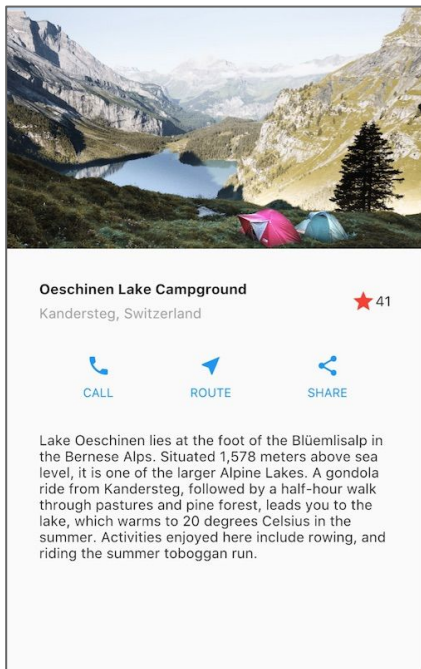 Oeschinen Lake Campground
Kandersteg, Switzerland
41
CALL
ROUTE
SHARE
Lake Oeschinen lies at the foot of the Blüemlisalp in
the Bernese Alps. Situated 1,578 meters above sea
level, it is one of the larger Alpine Lakes. A gondola
ride from Kandersteg, followed by a half-hour walk
through pastures and pine forest, leads you to the
lake, which warms to 20 degrees Celsius in the
summer. Activities enjoyed here include rowing, and
riding the summer toboggan run.